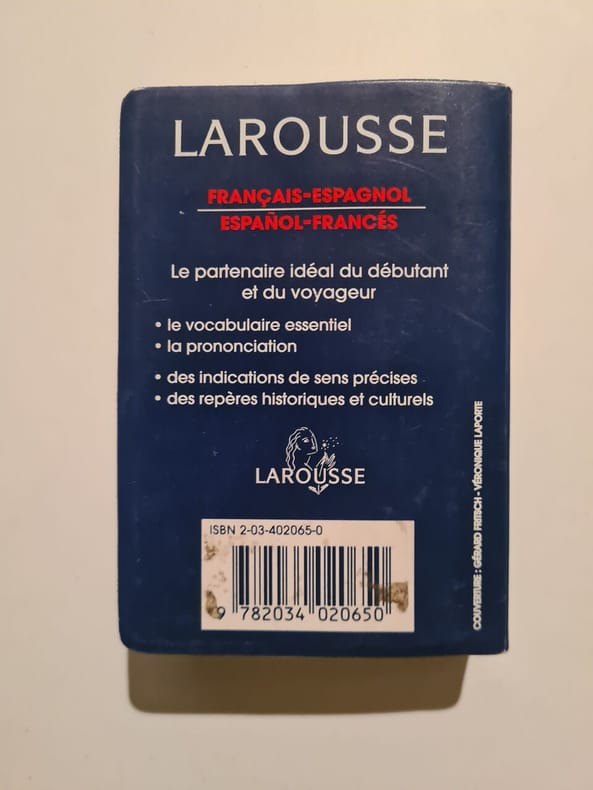 LAROUSSE
FRANÇAIS-ESPAGNOL
ESPAÑOL-FRANCÉS
Le partenaire idéal du débutant
et du voyageur
• le vocabulaire essentiel
• la prononciation
• des indications de sens précises
• des repères historiques et culturels
LAROUSSE
ISBN 2-03-402065-0
9 782034 020650
COUVERTURE : GÉRARD FRITSCH - VÉRONIQUE LAPORTE